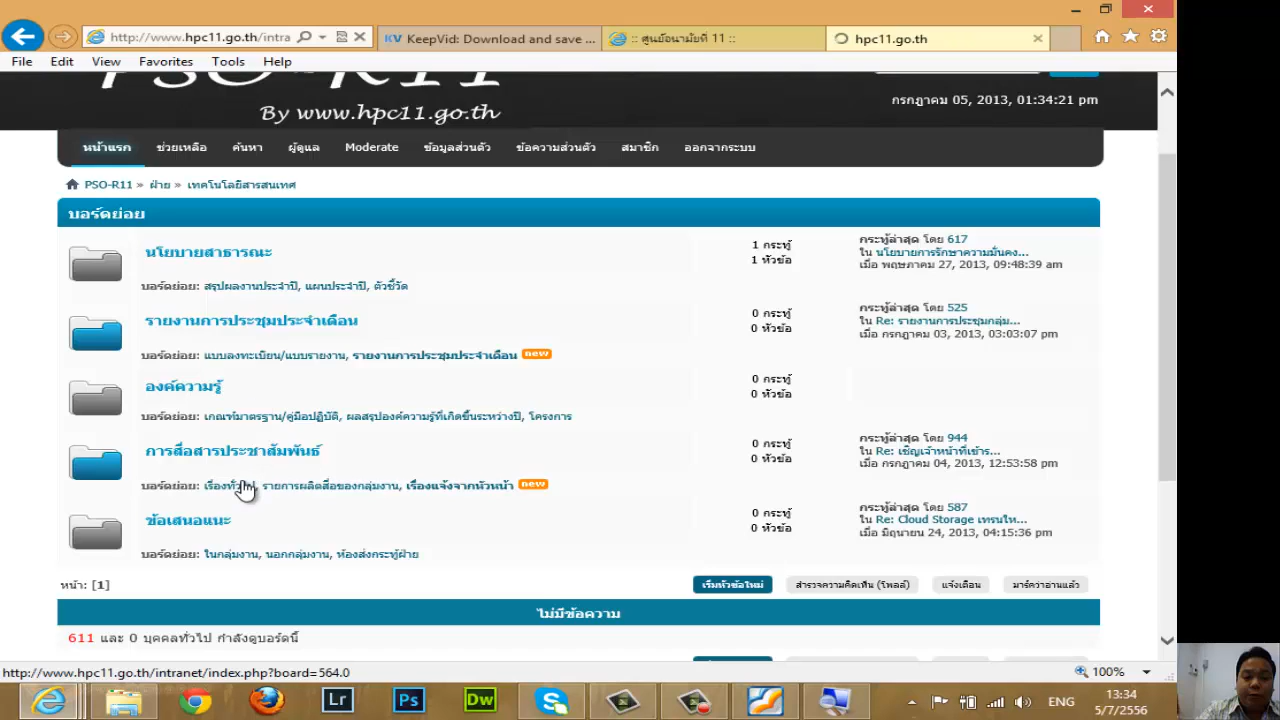 http://www.hpc11.go.th/intra
KeepVid: Download and save ...
:: ศูนย์อนามัยที่ 11 ::
hpc11.go.th
File Edit View Favorites Tools Help
PSO-R11
By www.hpc11.go.th
กรกฎาคม 05, 2013, 01:34:21 pm
หน้าแรก ช่วยเหลือ ค้นหา ผู้ดูแล Moderate ข้อมูลส่วนตัว ข้อความส่วนตัว สมาชิก ออกจากระบบ
PSO-R11 » ฝ่าย » เทคโนโลยีสารสนเทศ
บอร์ดย่อย
นโยบายสาธารณะ
บอร์ดย่อย: สรุปผลงานประจำปี, แผนประจำปี, ตัวชี้วัด
1 กระทู้
1 หัวข้อ
กระทู้ล่าสุด โดย 617
ใน นโยบายการรักษาความมั่นคง...
เมื่อ พฤษภาคม 27, 2013, 09:48:39 am
รายงานการประชุมประจำเดือน
บอร์ดย่อย: แบบลงทะเบียน/แบบรายงาน, รายงานการประชุมประจำเดือน new
0 กระทู้
0 หัวข้อ
กระทู้ล่าสุด โดย 525
ใน Re: รายงานการประชุมกลุ่ม...
เมื่อ กรกฎาคม 03, 2013, 03:03:07 pm
องค์ความรู้
บอร์ดย่อย: เกณฑ์มาตรฐาน/คู่มือปฏิบัติ, ผลสรุปองค์ความรู้ที่เกิดขึ้นระหว่างปี, โครงการ
0 กระทู้
0 หัวข้อ
การสื่อสารประชาสัมพันธ์
บอร์ดย่อย: รายการผลิตสื่อของกลุ่มงาน, เรื่องแจ้งจากหัวหน้า new
0 กระทู้
0 หัวข้อ
กระทู้ล่าสุด โดย 944
ใน Re: เชิญเจ้าหน้าที่เข้าร...
เมื่อ กรกฎาคม 04, 2013, 12:53:58 pm
ข้อเสนอแนะ
บอร์ดย่อย: ในกลุ่มงาน, นอกกลุ่มงาน, ห้องส่งกระทู้ฝ่าย
0 กระทู้
0 หัวข้อ
กระทู้ล่าสุด โดย 587
ใน Re: Cloud Storage เทรนให...
เมื่อ มิถุนายน 24, 2013, 04:15:36 pm
หน้า: [1]
เริ่มหัวข้อใหม่ สำรวจความคิดเห็น (โพลล์) แจ้งเตือน มาร์คว่าอ่านแล้ว
ไม่มีข้อความ
611 และ 0 บุคคลทั่วไป กำลังดูบอร์ดนี้
http://www.hpc11.go.th/intranet/index.php?board=564.0
100%
Lr Ps Dw
ENG
13:34
5/7/2556